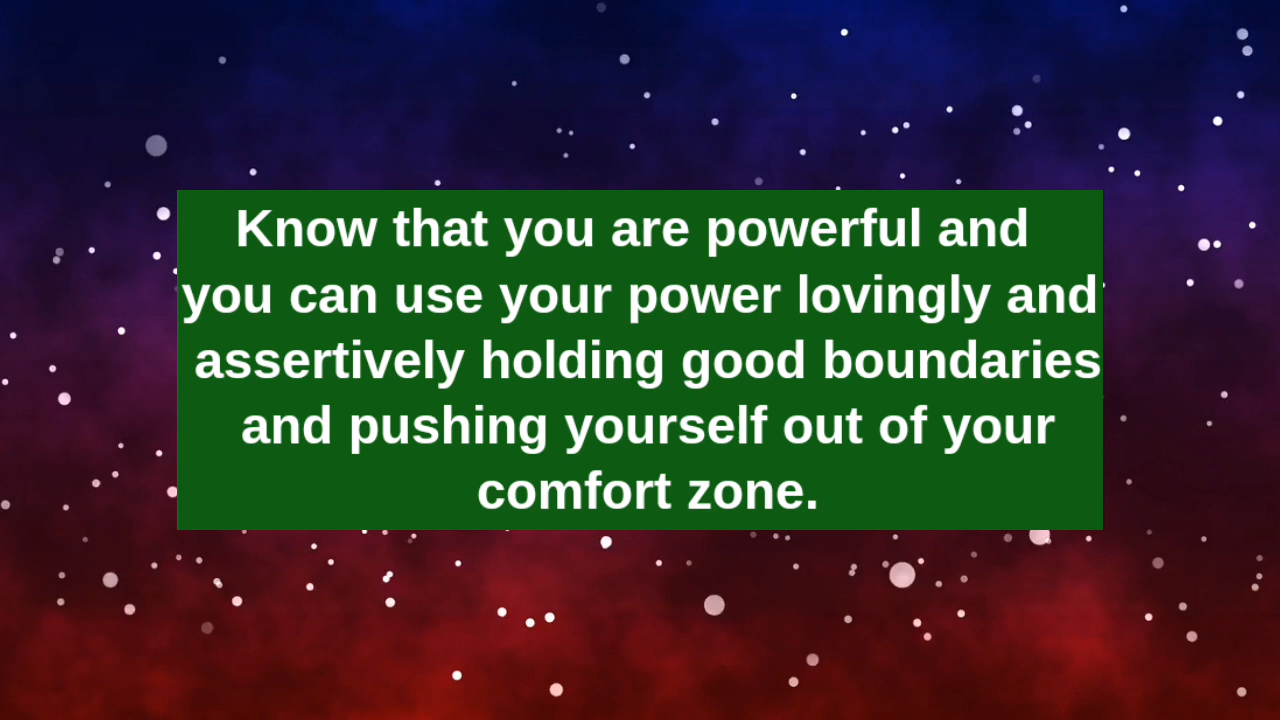 Know that you are powerful and
you can use your power lovingly and
assertively holding good boundaries
and pushing yourself out of your
comfort zone.